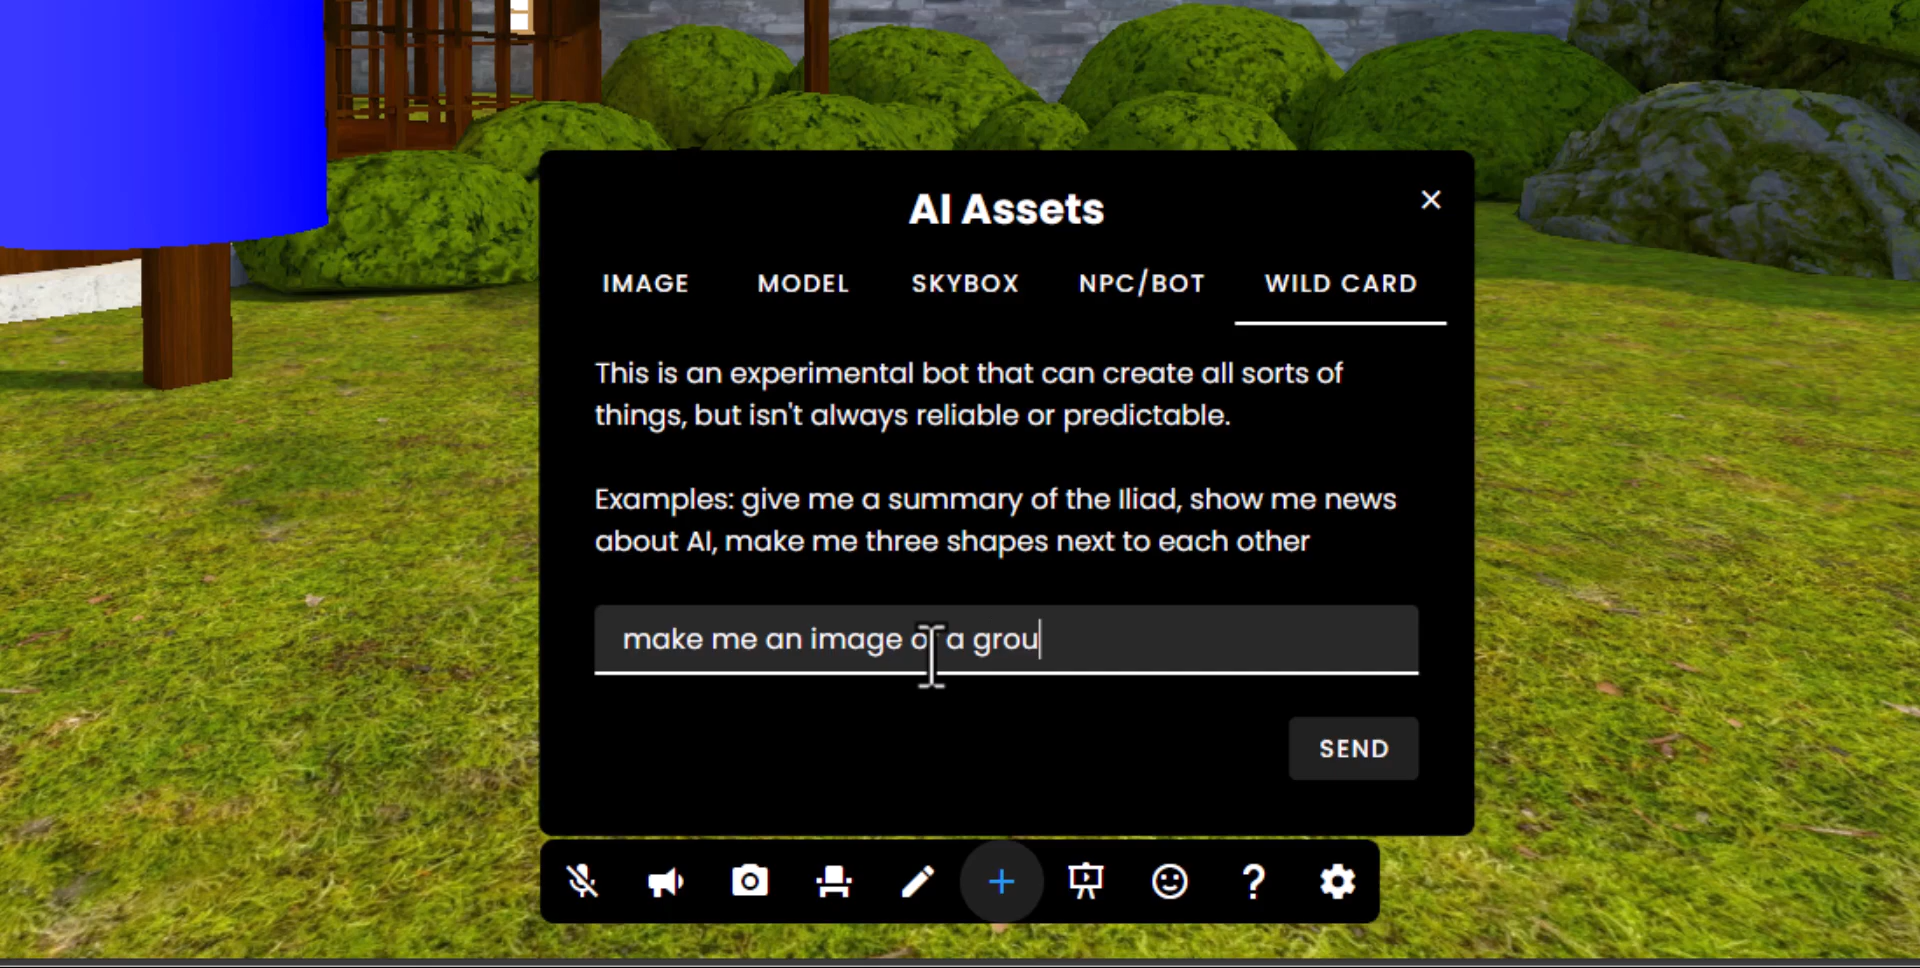 AI Assets
IMAGE MODEL SKYBOX NPC/BOT WILD CARD
This is an experimental bot that can create all sorts of
things, but isn't always reliable or predictable.
Examples: give me a summary of the Iliad, show me news
about AI, make me three shapes next to each other
make me an image of a grou
SEND